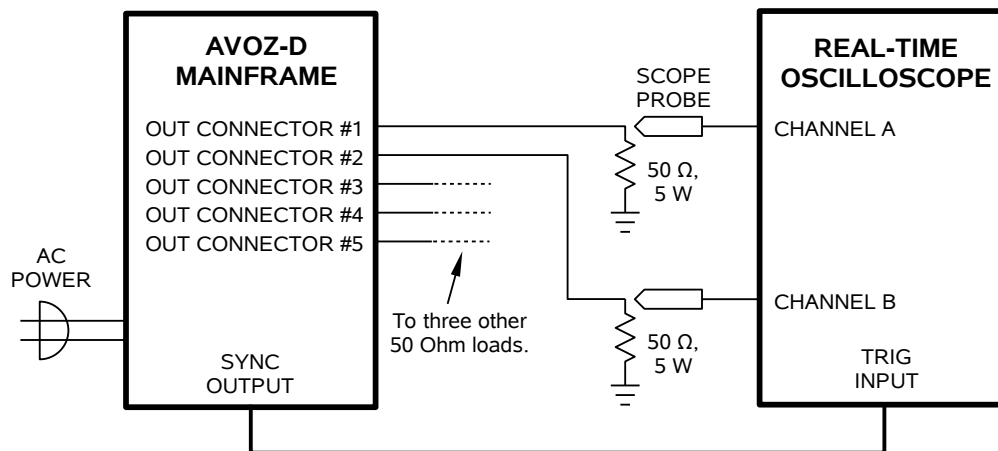 AVOZ-D
MAINFRAME
OUT CONNECTOR #1
OUT CONNECTOR #2
OUT CONNECTOR #3
OUT CONNECTOR #4
OUT CONNECTOR #5
AC
POWER
SYNC
OUTPUT
To three other
50 Ohm loads.
SCOPE
PROBE
50 Ω,
5 W
50 Ω,
5 W
REAL-TIME
OSCILLOSCOPE
CHANNEL A
CHANNEL B
TRIG
INPUT